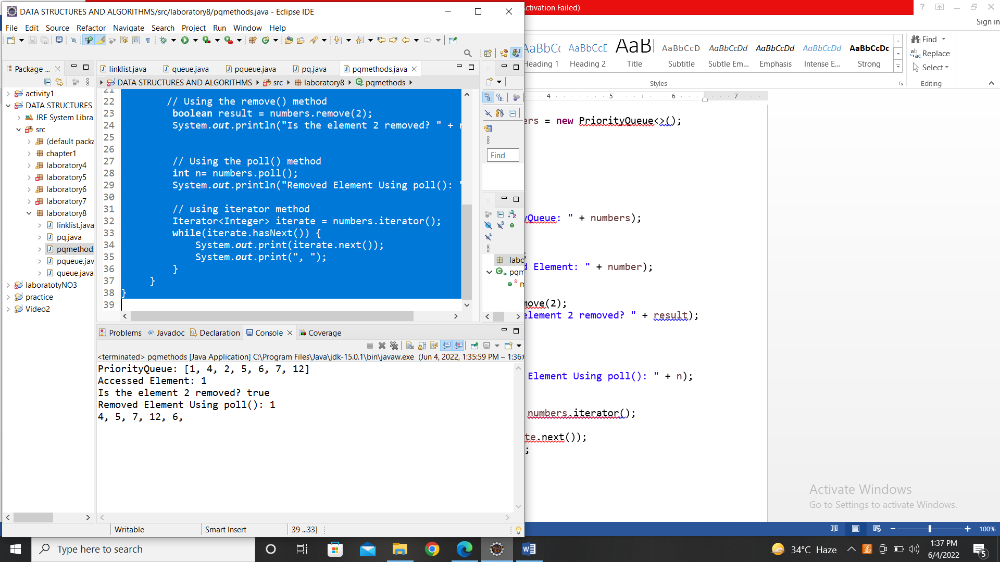 DATA STRUCTURES AND ALGORITHMS/src/laboratory8/pqmethods.java - Eclipse IDE
ctivation Failed)
File Edit Source Refactor Navigate Search Project Run Window Help
Sign in
AaBbCc AaBbCcD AaB AaBbCcD AaBbCcDd AaBbCcDd AaBbCcDd AaBbCcDc
Heading 1 Heading 2 Title Subtitle Subtle Em... Emphasis Intense E... Strong
Styles
Find
Replace
Select
Editing
4 5 6 7
Package ...
linklist.java queue.java pqueue.java pq.java pqmethods.java
DATA STRUCTURES AND ALGORITHMS src laboratory8 pqmethods
activity1
DATA STRUCTURES
JRE System Libra
src
(default packa
chapter1
laboratory4
laboratory5
laboratory6
laboratory7
laboratory8
linklist.java
pq.java
pqmethod
pqueue.jav
queue.java
laboratotyNO3
practice
Video2
21
22 // Using the remove() method
23 boolean result = numbers.remove(2);
24 System.out.println("Is the element 2 removed? " + r
25
26
27 // Using the poll() method
28 int n= numbers.poll();
29 System.out.println("Removed Element Using poll(): "
30
31 // using iterator method
32 Iterator<Integer> iterate = numbers.iterator();
33 while(iterate.hasNext()) {
34 System.out.print(iterate.next());
35 System.out.print(", ");
36 }
37 }
38 }
39
Find
labo
pqm
m
ers = new PriorityQueue<>();
yQueue: " + numbers);
;
d Element: " + number);
move(2);
element 2 removed? " + result);
Element Using poll(): " + n);
numbers.iterator();
te.next());
;
Problems Javadoc Declaration Console Coverage
<terminated> pqmethods [Java Application] C:\Program Files\Java\jdk-15.0.1\bin\javaw.exe (Jun 4, 2022, 1:35:59 PM – 1:36:0
PriorityQueue: [1, 4, 2, 5, 6, 7, 12]
Accessed Element: 1
Is the element 2 removed? true
Removed Element Using poll(): 1
4, 5, 7, 12, 6,
Activate Windows
Go to Settings to activate Windows.
Writable Smart Insert 39 ...33]
100%
Type here to search
34°C Haze
1:37 PM
6/4/2022
5